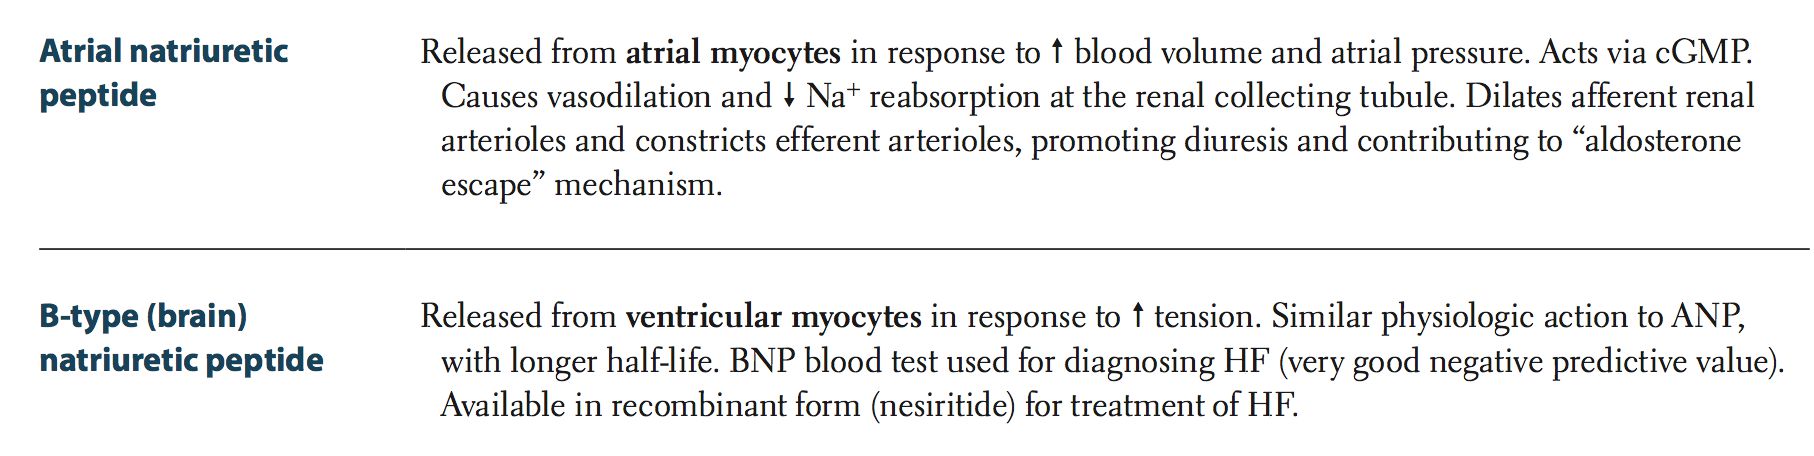 Atrial natriuretic
peptide
Released from atrial myocytes in response to ↑ blood volume and atrial pressure. Acts via cGMP.
Causes vasodilation and ↓ Na⁺ reabsorption at the renal collecting tubule. Dilates afferent renal
arterioles and constricts efferent arterioles, promoting diuresis and contributing to “aldosterone
escape” mechanism.
B-type (brain)
natriuretic peptide
Released from ventricular myocytes in response to ↑ tension. Similar physiologic action to ANP,
with longer half-life. BNP blood test used for diagnosing HF (very good negative predictive value).
Available in recombinant form (nesiritide) for treatment of HF.